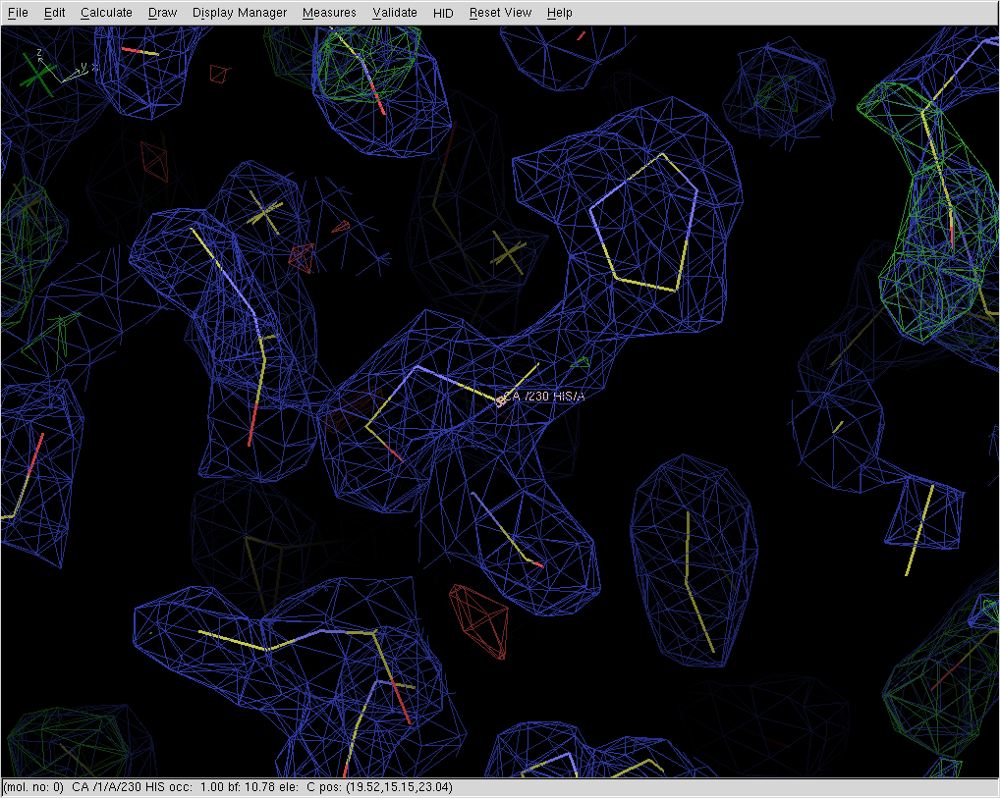 File Edit Calculate Draw Display Manager Measures Validate HID Reset View Help
z
y
x
CA /230 HIS/A
(mol. no: 0) CA /1/A/230 HIS occ: 1.00 bf: 10.78 ele: C pos: (19.52,15.15,23.04)